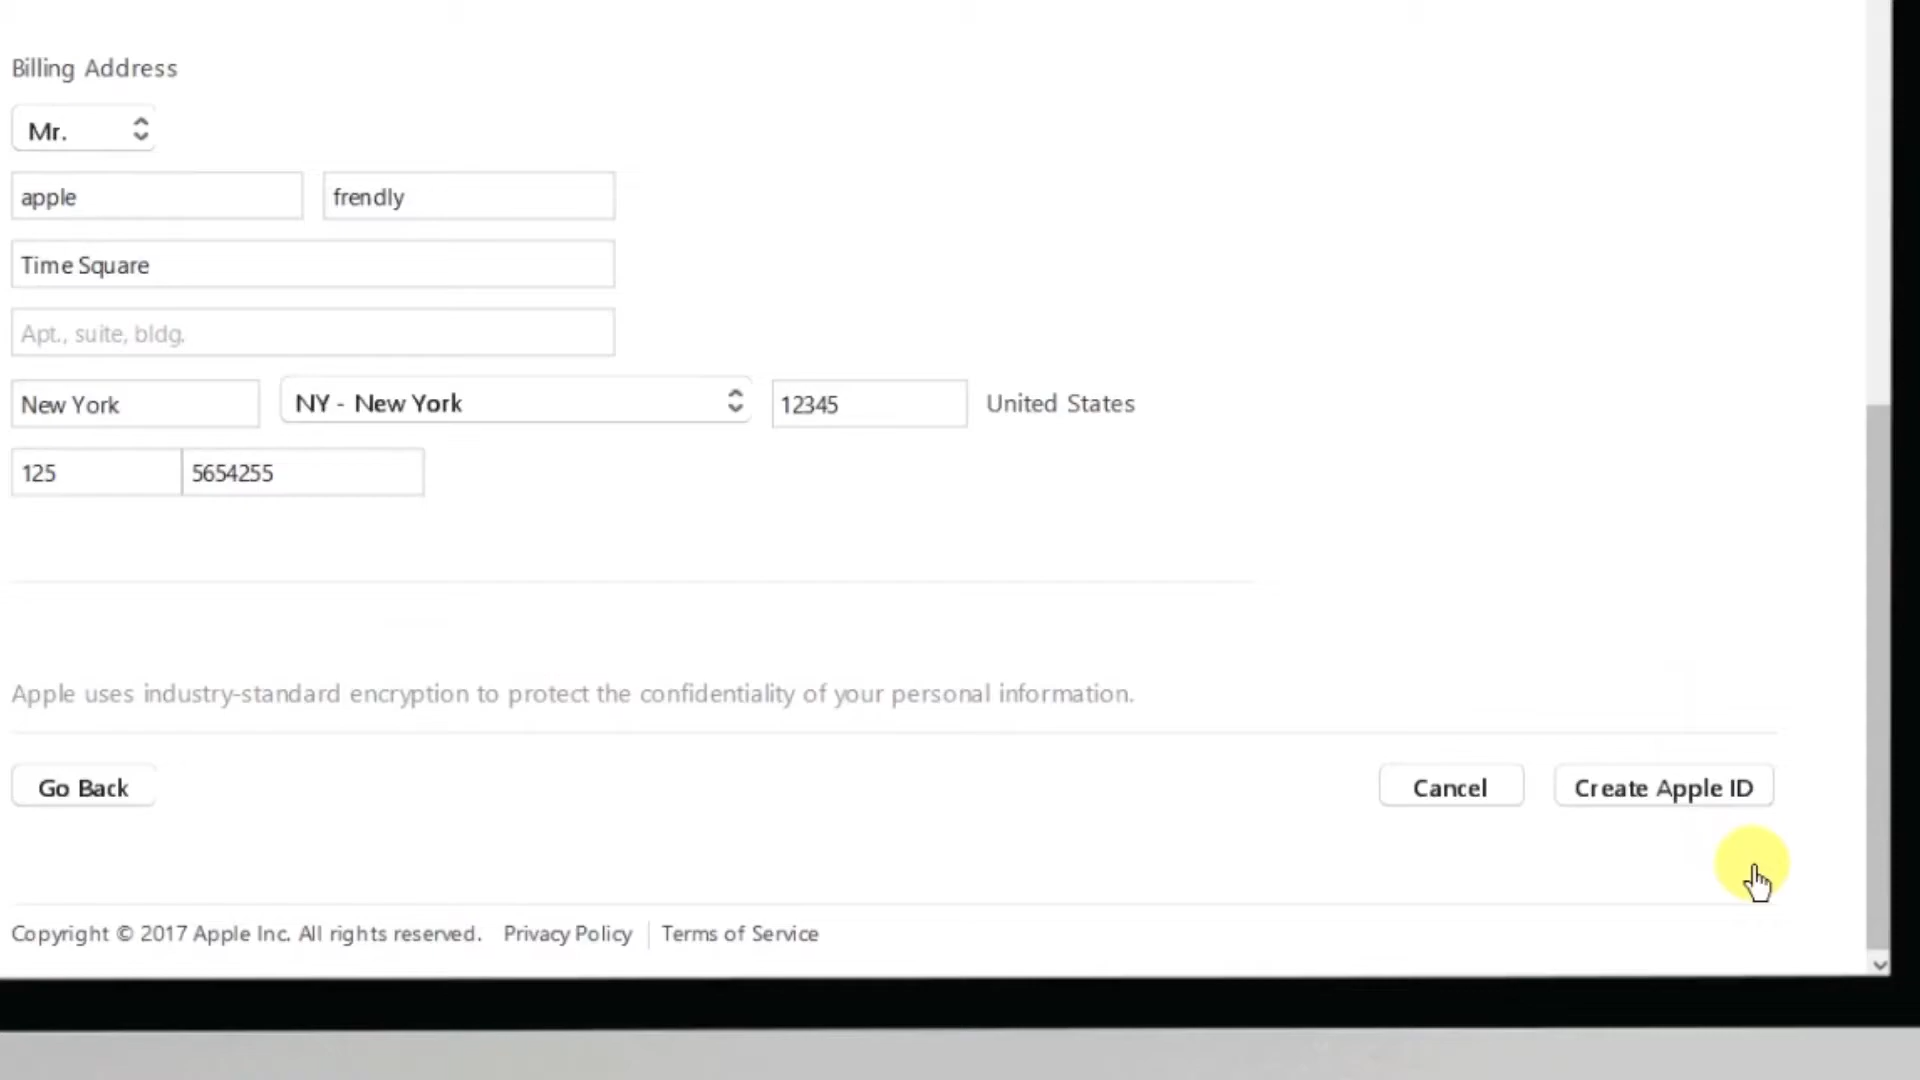 Billing Address
Mr.
apple frendly
Time Square
Apt., suite, bldg.
New York NY - New York 12345 United States
125 5654255
Apple uses industry-standard encryption to protect the confidentiality of your personal information.
Go Back Cancel Create Apple ID
Copyright © 2017 Apple Inc. All rights reserved. Privacy Policy Terms of Service